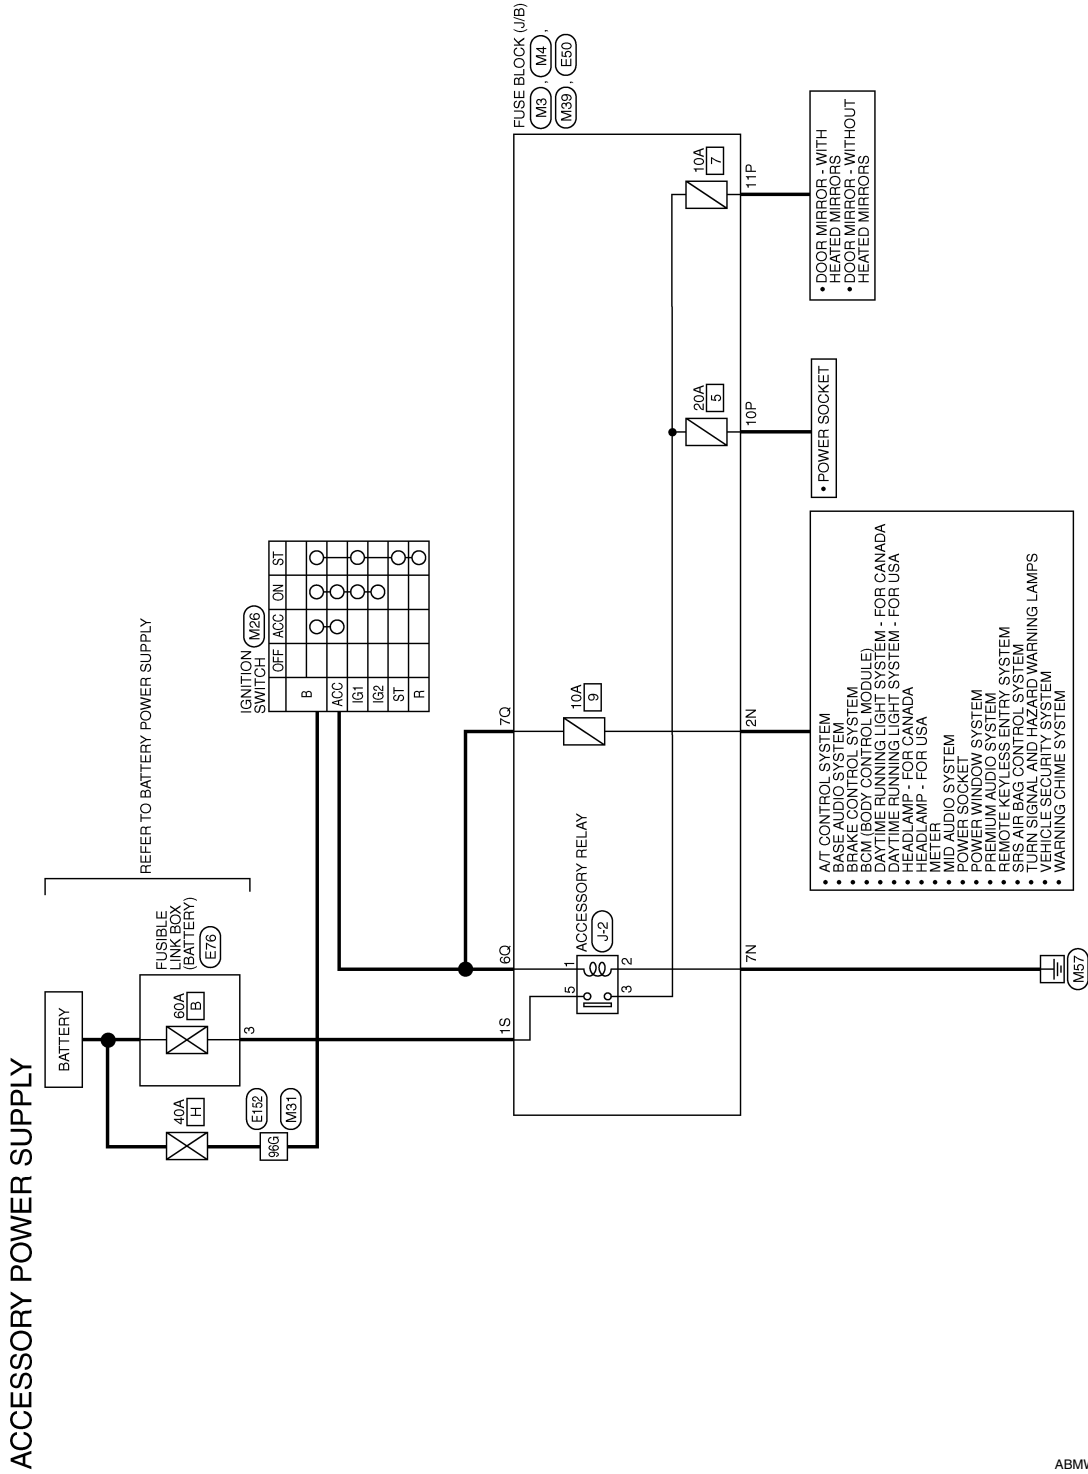 ACCESSORY POWER SUPPLY
BATTERY
40A
H
60A
B
FUSIBLE
LINK BOX
(BATTERY)
E76
3
REFER TO BATTERY POWER SUPPLY
96G
E152
M31
IGNITION
SWITCH
M26
OFF ACC ON ST
B
ACC
IG1
IG2
ST
R
1S
6Q
7Q
FUSE BLOCK (J/B)
M3 , M4 ,
M39 , E50
5
1
3
2
ACCESSORY RELAY
J-2
10A
9
20A
5
10A
7
7N
2N
10P
11P
M57
• A/T CONTROL SYSTEM
• BASE AUDIO SYSTEM
• BRAKE CONTROL SYSTEM
• BCM (BODY CONTROL MODULE)
• DAYTIME RUNNING LIGHT SYSTEM - FOR CANADA
• DAYTIME RUNNING LIGHT SYSTEM - FOR USA
• HEADLAMP - FOR CANADA
• HEADLAMP - FOR USA
• METER
• MID AUDIO SYSTEM
• POWER SOCKET
• POWER WINDOW SYSTEM
• PREMIUM AUDIO SYSTEM
• REMOTE KEYLESS ENTRY SYSTEM
• SRS AIR BAG CONTROL SYSTEM
• TURN SIGNAL AND HAZARD WARNING LAMPS
• VEHICLE SECURITY SYSTEM
• WARNING CHIME SYSTEM
• POWER SOCKET
• DOOR MIRROR - WITH
HEATED MIRRORS
• DOOR MIRROR - WITHOUT
HEATED MIRRORS